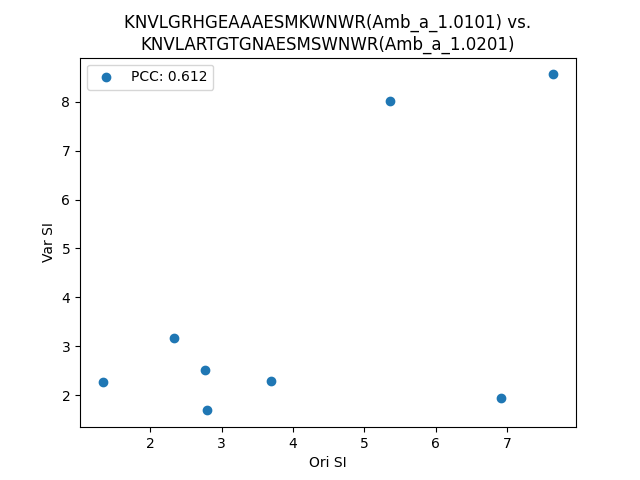 KNVLGRHGEAAAESMKWNWR(Amb_a_1.0101) vs.
KNVLARTGTGNAESMSWNWR(Amb_a_1.0201)
PCC: 0.612
8
7
6
5
4
3
2
Var SI
2
3
4
5
6
7
Ori SI